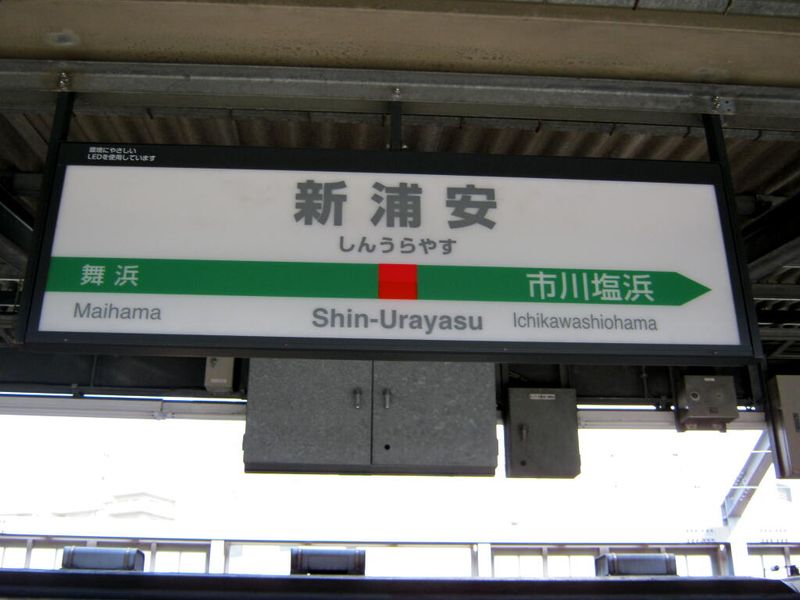 環境にやさしい
LEDを使用しています
新浦安
しんうらやす
舞浜
市川塩浜
Maihama
Shin-Urayasu
Ichikawashiohama